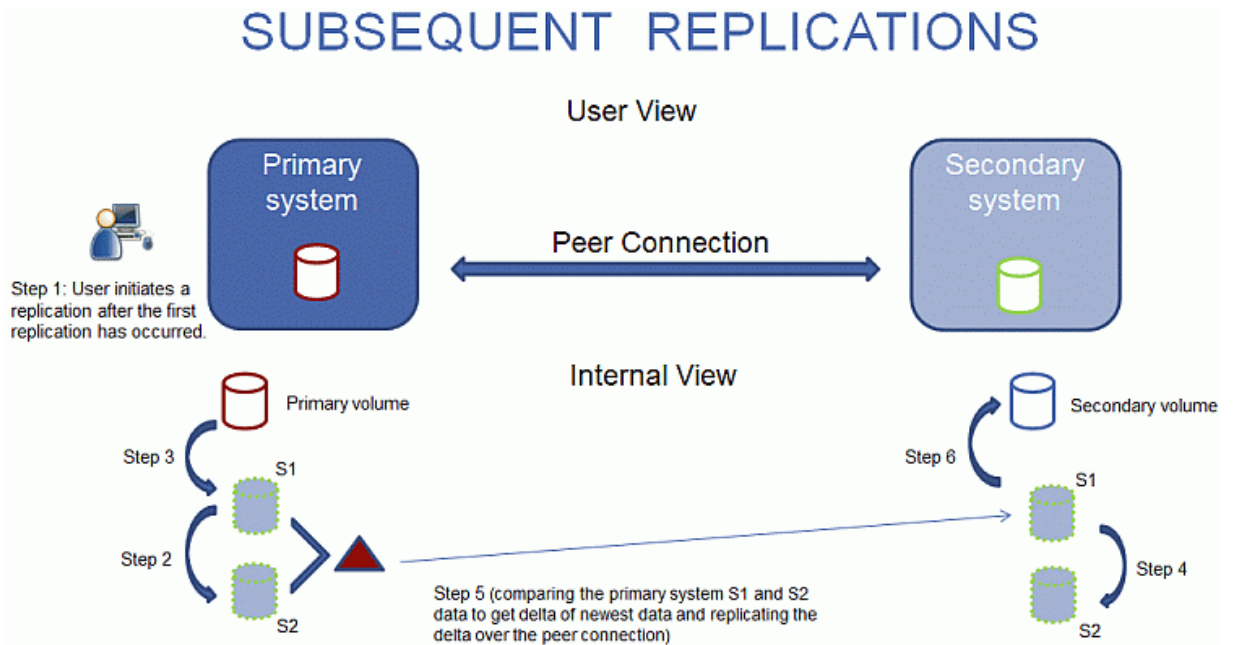 SUBSEQUENT REPLICATIONS
User View
Primary
system
Secondary
system
Peer Connection
Step 1: User initiates a
replication after the first
replication has occurred.
Internal View
Primary volume
Secondary volume
Step 3
S1
Step 2
S2
Step 5 (comparing the primary system S1 and S2
data to get delta of newest data and replicating the
delta over the peer connection)
Step 6
S1
Step 4
S2